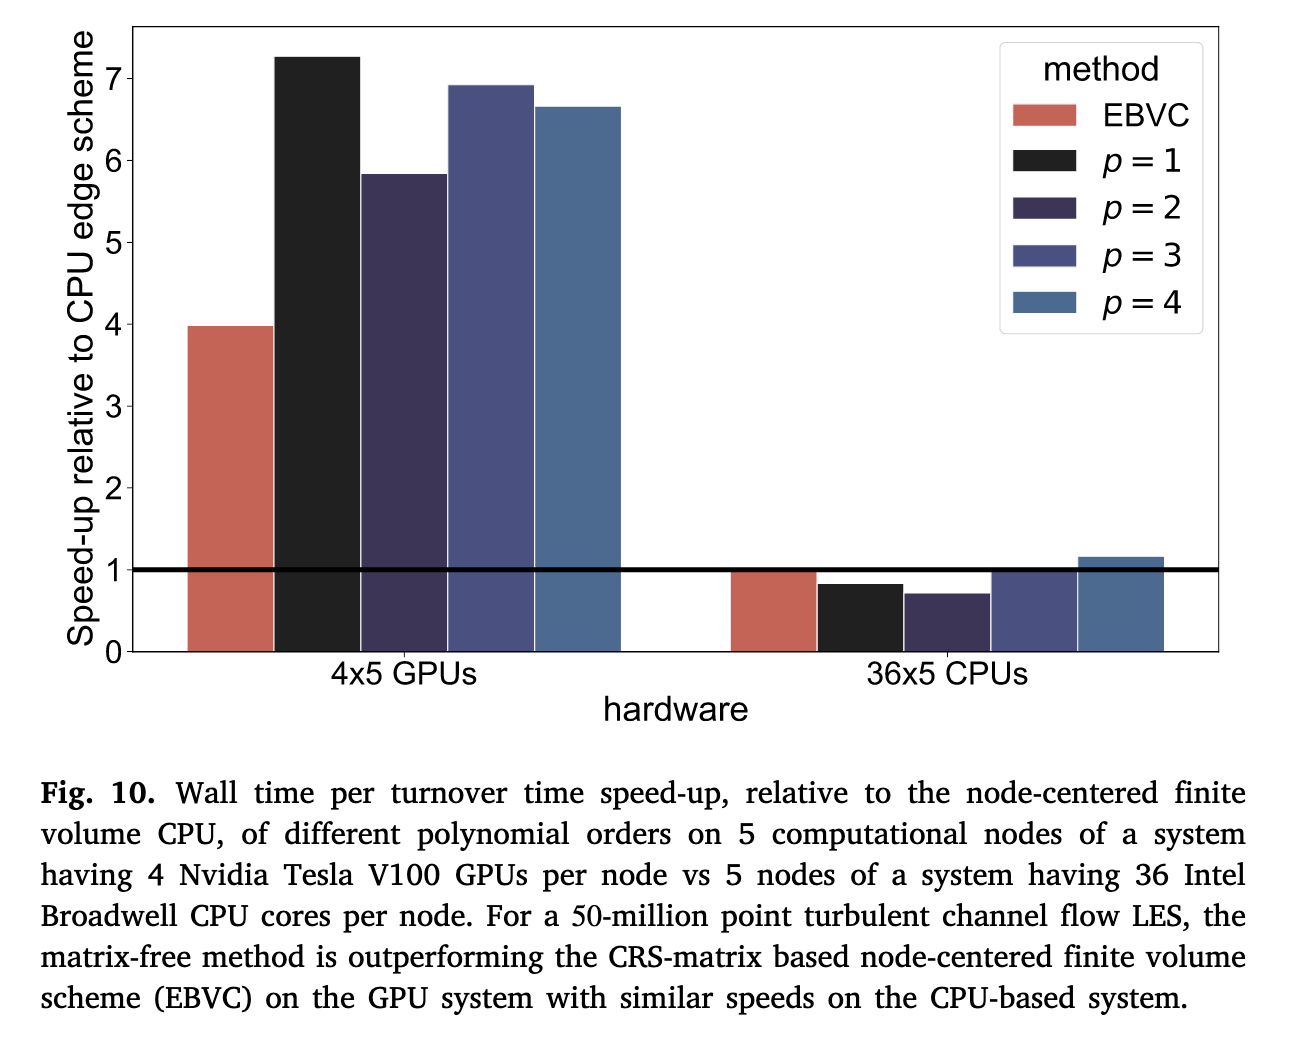 Speed-up relative to CPU edge scheme
7
6
5
4
3
2
1
0
method
EBVC
p = 1
p = 2
p = 3
p = 4
4x5 GPUs
36x5 CPUs
hardware
Fig. 10. Wall time per turnover time speed-up, relative to the node-centered finite
volume CPU, of different polynomial orders on 5 computational nodes of a system
having 4 Nvidia Tesla V100 GPUs per node vs 5 nodes of a system having 36 Intel
Broadwell CPU cores per node. For a 50-million point turbulent channel flow LES, the
matrix-free method is outperforming the CRS-matrix based node-centered finite volume
scheme (EBVC) on the GPU system with similar speeds on the CPU-based system.